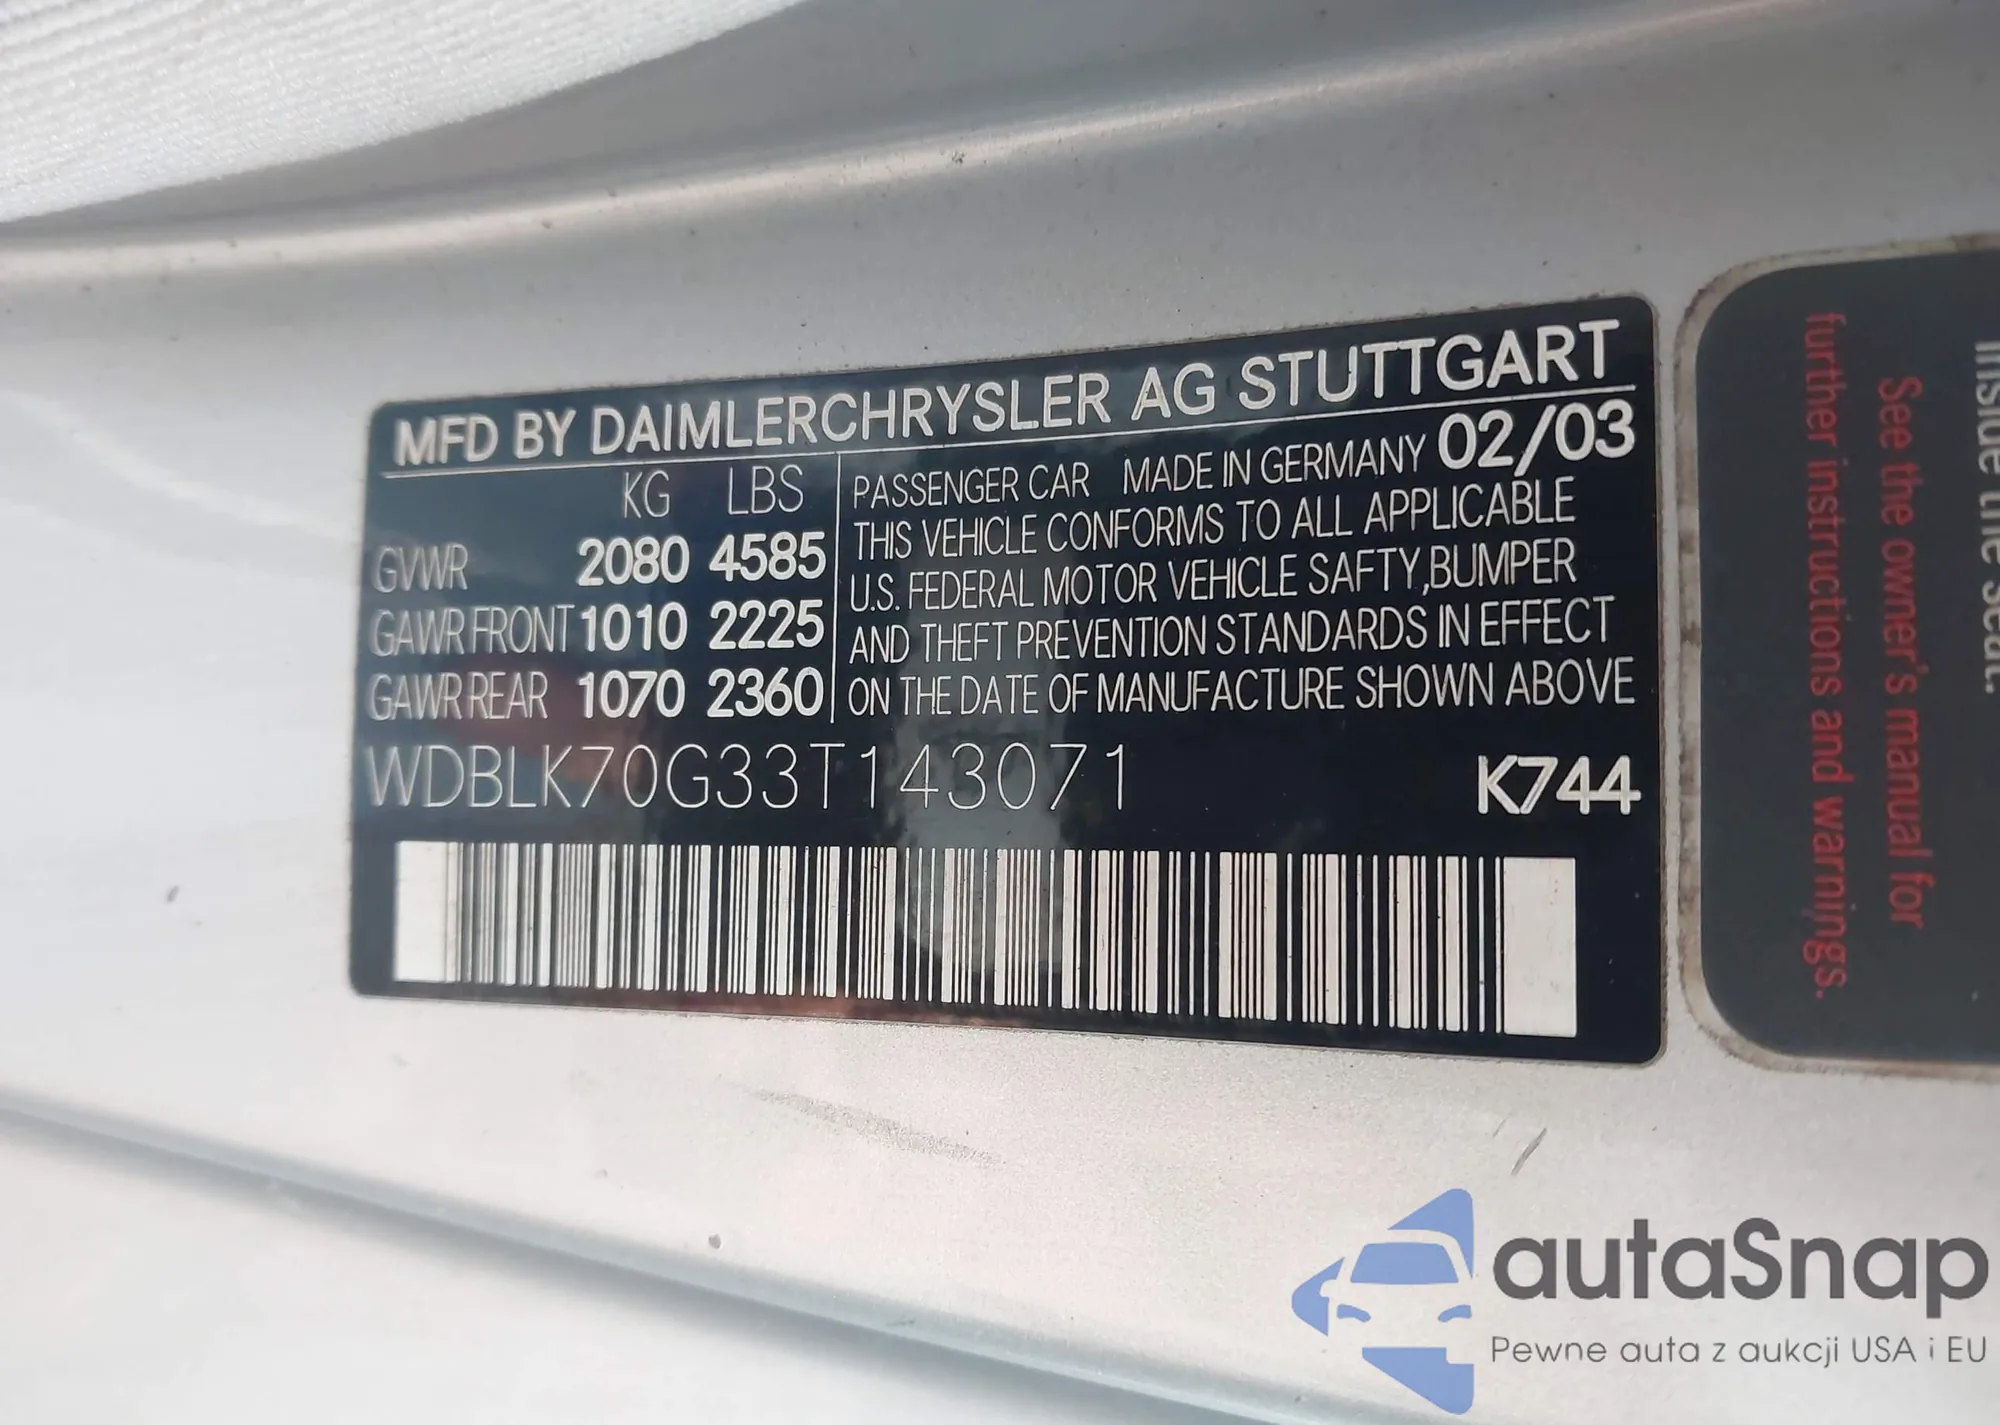 MFD BY DAIMLERCHRYSLER AG STUTTGART
KG LBS
GVWR 2080 4585
GAWR FRONT 1010 2225
GAWR REAR 1070 2360
PASSENGER CAR MADE IN GERMANY 02/03
THIS VEHICLE CONFORMS TO ALL APPLICABLE
U.S. FEDERAL MOTOR VEHICLE SAFTY,BUMPER
AND THEFT PREVENTION STANDARDS IN EFFECT
ON THE DATE OF MANUFACTURE SHOWN ABOVE
WDBLK70G33T143071 K744
inside the seat.
See the owner's manual for
further instructions and warnings.
autaSnap
Pewne auta z aukcji USA i EU